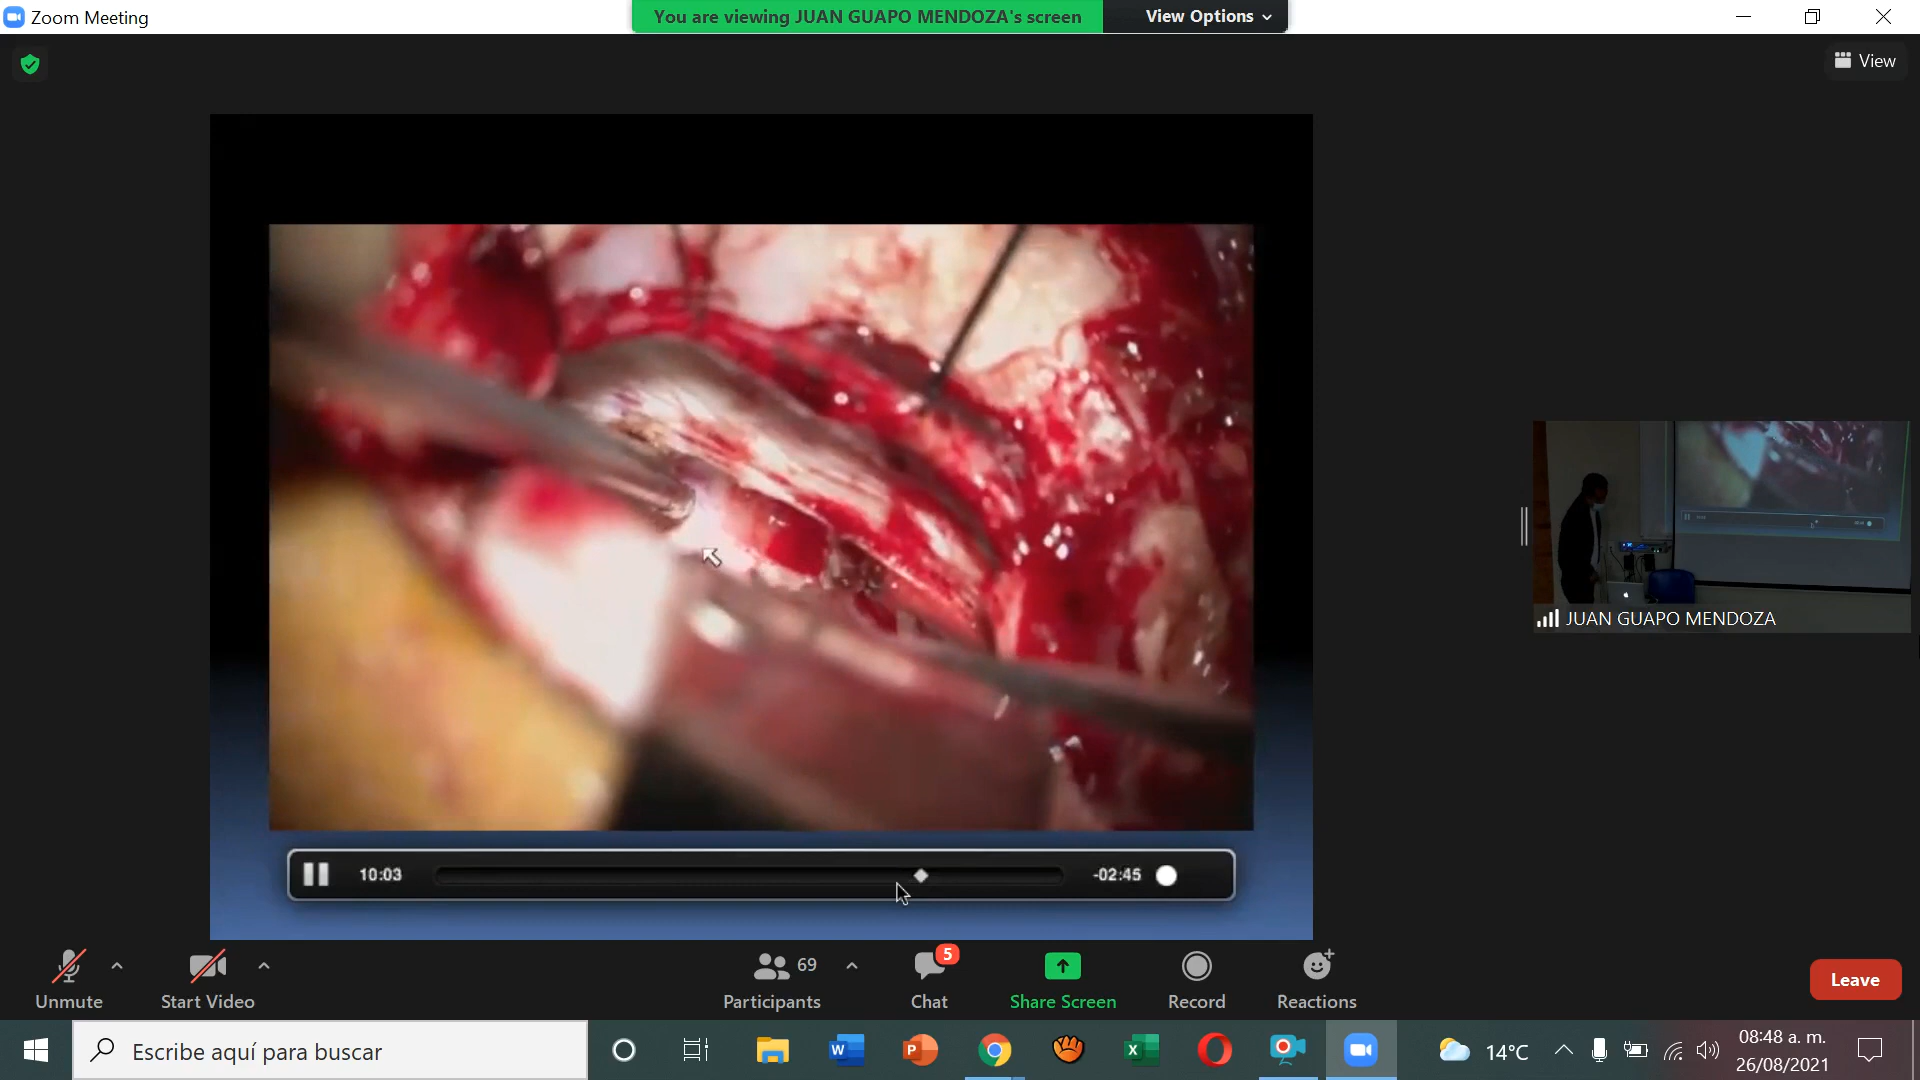 Zoom Meeting
You are viewing JUAN GUAPO MENDOZA's screen
View Options
View
JUAN GUAPO MENDOZA
10:03
-02:45
Unmute
Start Video
69
Participants
5
Chat
Share Screen
Record
Reactions
Leave
Escribe aquí para buscar
14°C
08:48 a. m.
26/08/2021